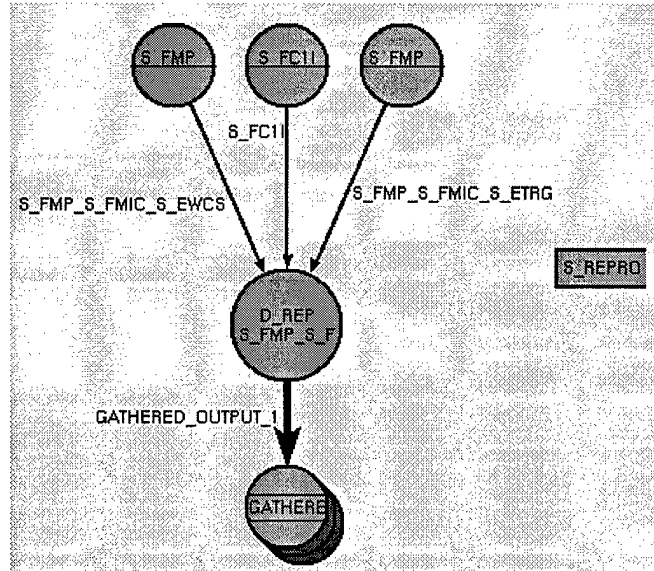 S_FMP
S_FC1I
S_FMP
S_FC1I
S_FMP_S_FMIC_S_EWCS
S_FMP_S_FMIC_S_ETRG
S_REPRO
D_REP
S_FMP_S_F
GATHERED_OUTPUT_1
GATHERE